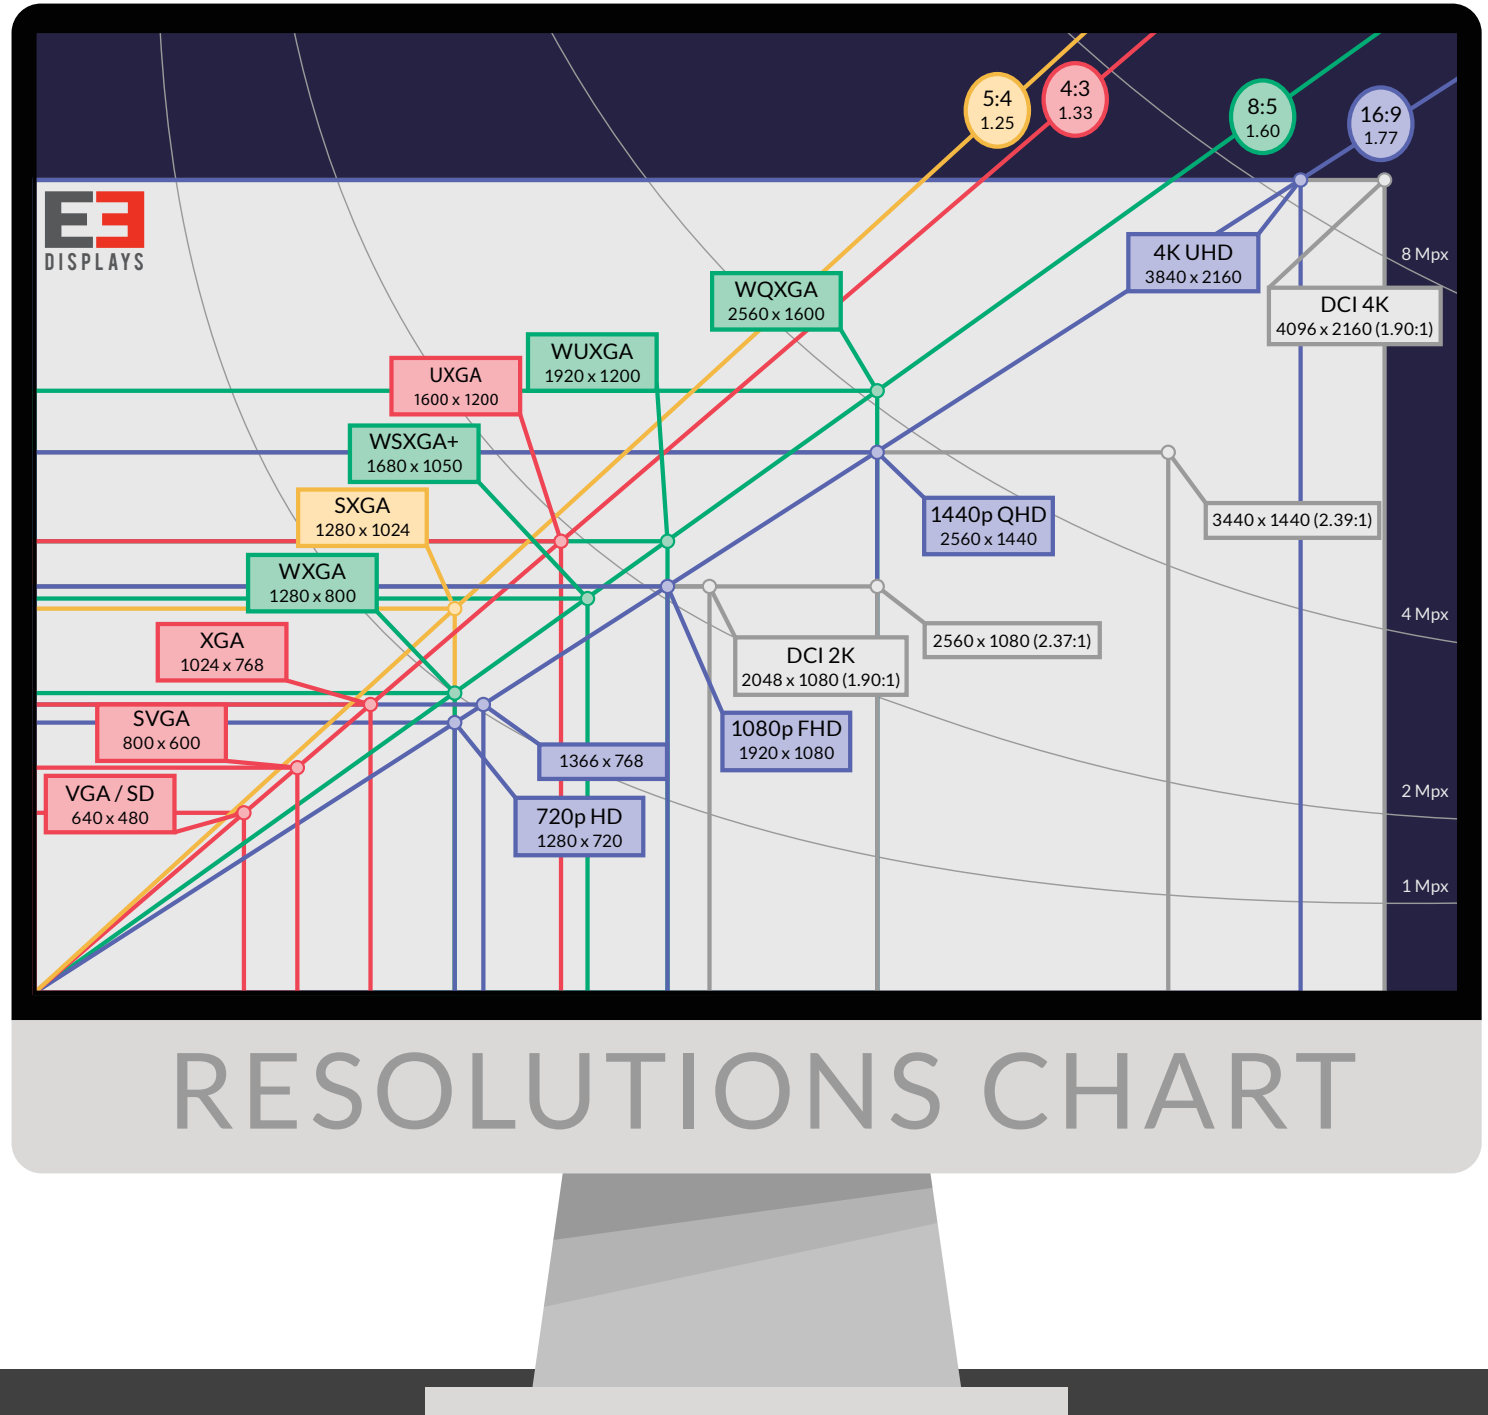 5:4
1.25
4:3
1.33
8:5
1.60
16:9
1.77
E3
DISPLAYS
4K UHD
3840 x 2160
8 Mpx
WQXGA
2560 x 1600
DCI 4K
4096 x 2160 (1.90:1)
WUXGA
1920 x 1200
UXGA
1600 x 1200
WSXGA+
1680 x 1050
SXGA
1280 x 1024
1440p QHD
2560 x 1440
3440 x 1440 (2.39:1)
WXGA
1280 x 800
4 Mpx
XGA
1024 x 768
2560 x 1080 (2.37:1)
DCI 2K
2048 x 1080 (1.90:1)
SVGA
800 x 600
1080p FHD
1920 x 1080
1366 x 768
VGA / SD
640 x 480
2 Mpx
720p HD
1280 x 720
1 Mpx
RESOLUTIONS CHART